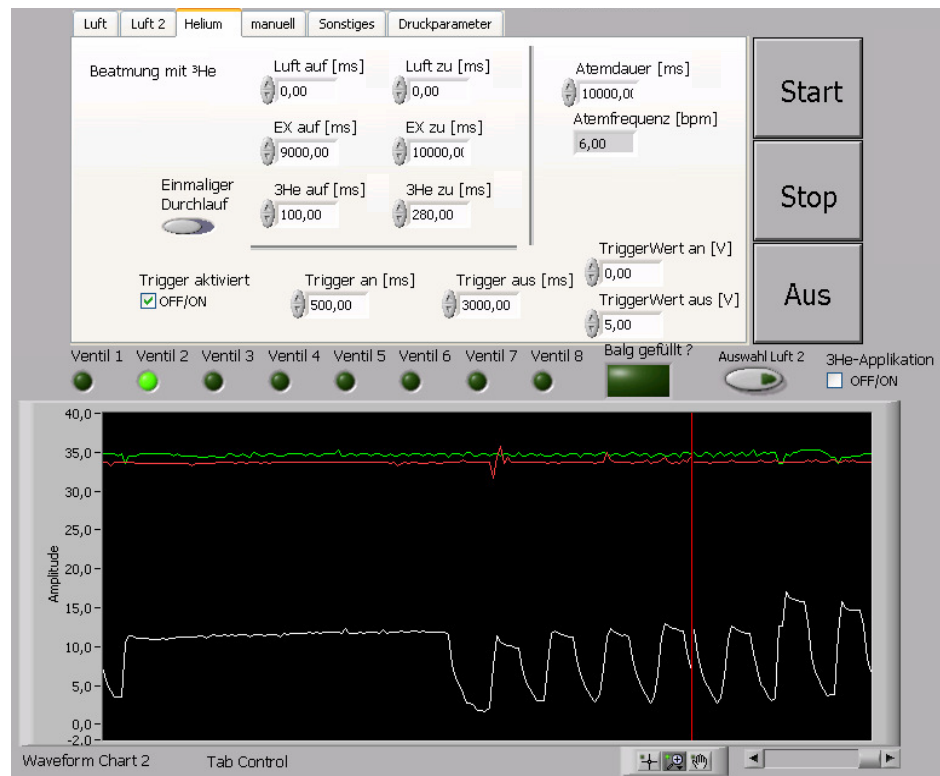 Luft Luft 2 Helium manuell Sonstiges Druckparameter
Beatmung mit ³He
Luft auf [ms] Luft zu [ms]
0,00 0,00
EX auf [ms] EX zu [ms]
9000,00 10000,0(
Einmaliger
Durchlauf
3He auf [ms] 3He zu [ms]
100,00 280,00
Atemdauer [ms]
10000,0(
Atemfrequenz [bpm]
6,00
Trigger aktiviert
OFF/ON
Trigger an [ms] Trigger aus [ms]
500,00 3000,00
TriggerWert an [V]
0,00
TriggerWert aus [V]
5,00
Start
Stop
Aus
Ventil 1 Ventil 2 Ventil 3 Ventil 4 Ventil 5 Ventil 6 Ventil 7 Ventil 8
Balg gefüllt ?
Auswahl Luft 2
3He-Applikation
OFF/ON
Amplitude
40,0
35,0
30,0
25,0
20,0
15,0
10,0
5,0
0,0
-2,0
Waveform Chart 2 Tab Control